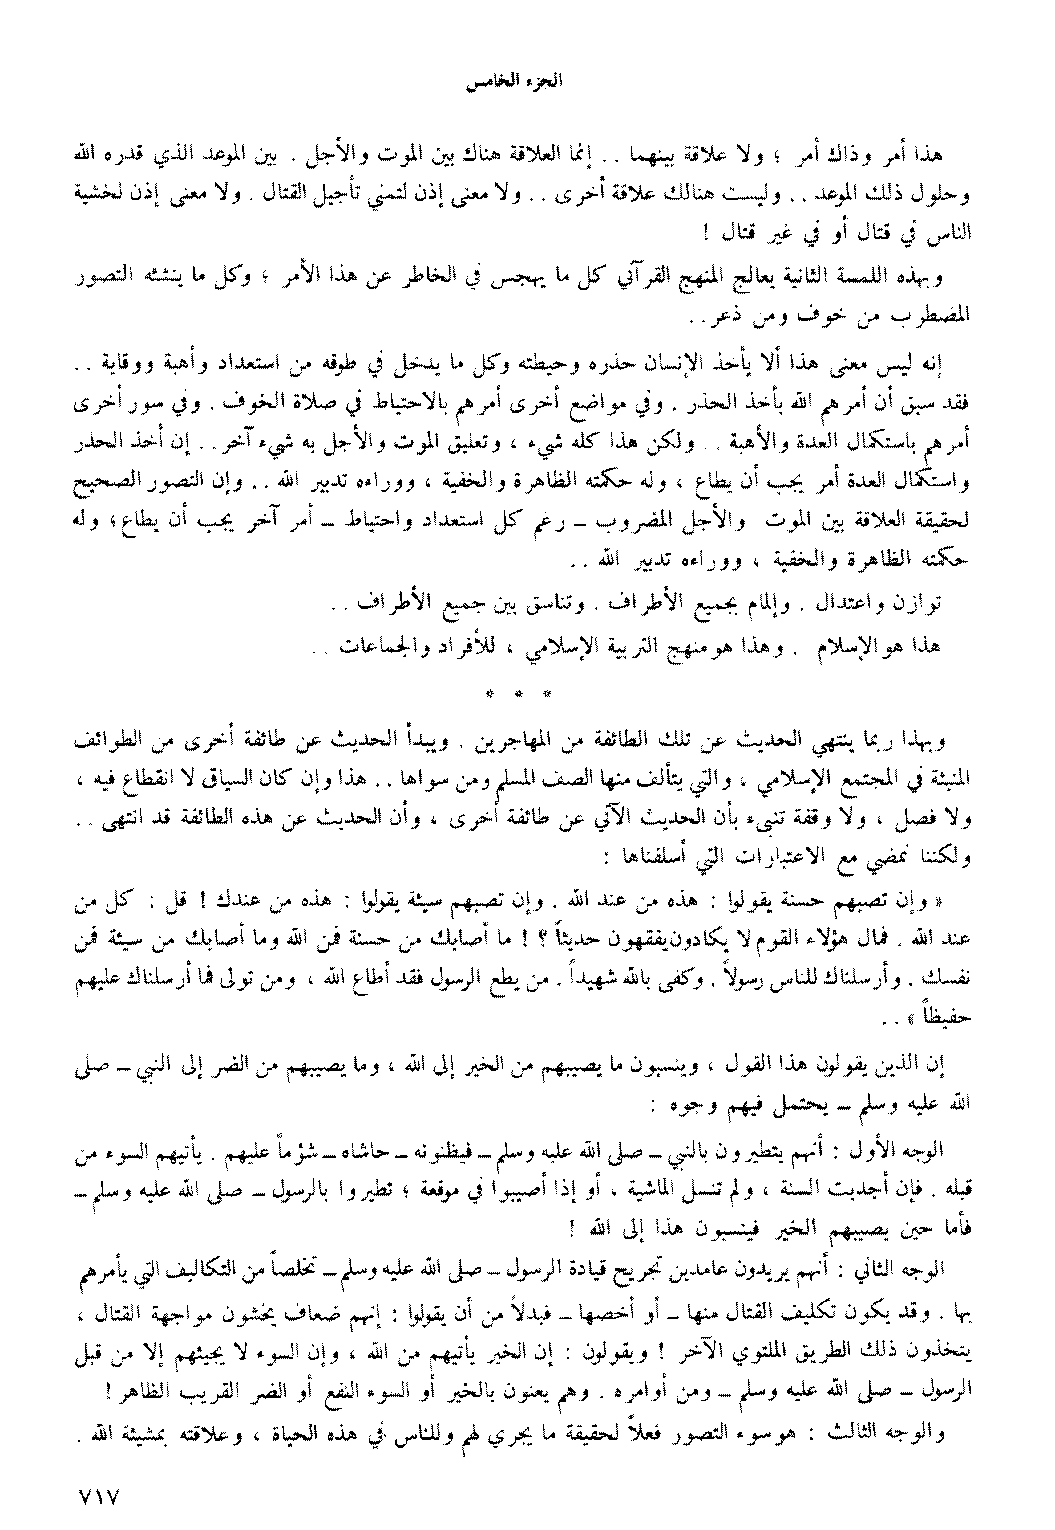 الجزء الخامس
هذا أمر وذاك أمر ؛ ولا علاقة بينهما .. إنما العلاقة هناك بين الموت والأجل . بين الموعد الذي قدره الله
وحلول ذلك الموعد .. وليست هنالك علاقة أخرى .. ولا معنى إذن لتمني تأجيل القتال . ولا معنى إذن لخشية
الناس في قتال أو في غير قتال !
وبهذه اللمسة الثانية يعالج المنهج القرآني كل ما يهجس في الخاطر عن هذا الأمر ؛ وكل ما ينشئه التصور
المضطرب من خوف ومن ذعر..
إنه ليس معنى هذا ألا يأخذ الإنسان حذره وحيطته وكل ما يدخل في طوقه من استعداد وأهبة ووقاية ..
فقد سبق أن أمرهم الله بأخذ الحذر . وفي مواضع أخرى أمرهم بالاحتياط في صلاة الخوف . وفي سور أخرى
أمرهم باستكمال العدة والأهبة .. ولكن هذا كله شيء ، وتعليق الموت والأجل به شيء آخر.. إن أخذ الحذر
واستكمال العدة أمر يجب أن يطاع ، وله حكمته الظاهرة والخفية ، ووراءه تدبير الله .. وإن التصور الصحيح
لحقيقة العلاقة بين الموت والأجل المضروب – رغم كل استعداد واحتياط – أمر آخر يجب أن يطاع؛ وله
حكمته الظاهرة والخفية ، ووراءه تدبير الله ..
توازن واعتدال . وإلمام بجميع الأطراف . وتناسق بين جميع الأطراف ..
هذا هو الإسلام . وهذا هو منهج التربية الإسلامي ، للأفراد والجماعات ..
* * *
وبهذا ربما ينتهي الحديث عن تلك الطائفة من المهاجرين . ويبدأ الحديث عن طائفة أخرى من الطوائف
المنبثة في المجتمع الإسلامي ، والتي يتألف منها الصف المسلم ومن سواها .. هذا وإن كان السياق لا انقطاع فيه ،
ولا فصل ، ولا وقفة تنبىء بأن الحديث الآتي عن طائفة أخرى ، وأن الحديث عن هذه الطائفة قد انتهى ..
ولكننا نمضي مع الاعتبارات التي أسلفناها :
« وإن تصبهم حسنة يقولوا : هذه من عند الله . وإن تصبهم سيئة يقولوا : هذه من عندك ! قل : كل من
عند الله . فمال هؤلاء القوم لا يكادون يفقهون حديثاً ؟ ! ما أصابك من حسنة فمن الله وما أصابك من سيئة فمن
نفسك . وأرسلناك للناس رسولاً . وكفى بالله شهيداً . من يطع الرسول فقد أطاع الله ، ومن تولى فما أرسلناك عليهم
حفيظاً » ..
إن الذين يقولون هذا القول ، وينسبون ما يصيبهم من الخير إلى الله ، وما يصيبهم من الضر إلى النبي – صلى
الله عليه وسلم – يحتمل فيهم وجوه :
الوجه الأول : أنهم يتطيرون بالنبي – صلى الله عليه وسلم – فيظنونه – حاشاه – شؤماً عليهم . يأتيهم السوء من
قبله . فإن أجدبت السنة ، ولم تنسل الماشية ، أو إذا أصيبوا في موقعة ؛ تطيروا بالرسول – صلى الله عليه وسلم –
فأما حين يصيبهم الخير فينسبون هذا إلى الله !
الوجه الثاني : أنهم يريدون عامدين تجريح قيادة الرسول – صلى الله عليه وسلم – تخلصاً من التكاليف التي يأمرهم
بها . وقد يكون تكليف القتال منها – أو أخصها – فبدلاً من أن يقولوا : إنهم ضعاف يخشون مواجهة القتال ،
يتخذون ذلك الطريق الملتوي الآخر ! ويقولون : إن الخير يأتيهم من الله ، وإن السوء لا يجيئهم إلا من قبل
الرسول – صلى الله عليه وسلم – ومن أوامره . وهم يعنون بالخير أو السوء النفع أو الضر القريب الظاهر !
والوجه الثالث : هو سوء التصور فعلاً لحقيقة ما يجري لهم وللناس في هذه الحياة ، وعلاقته بمشيئة الله .
٧١٧